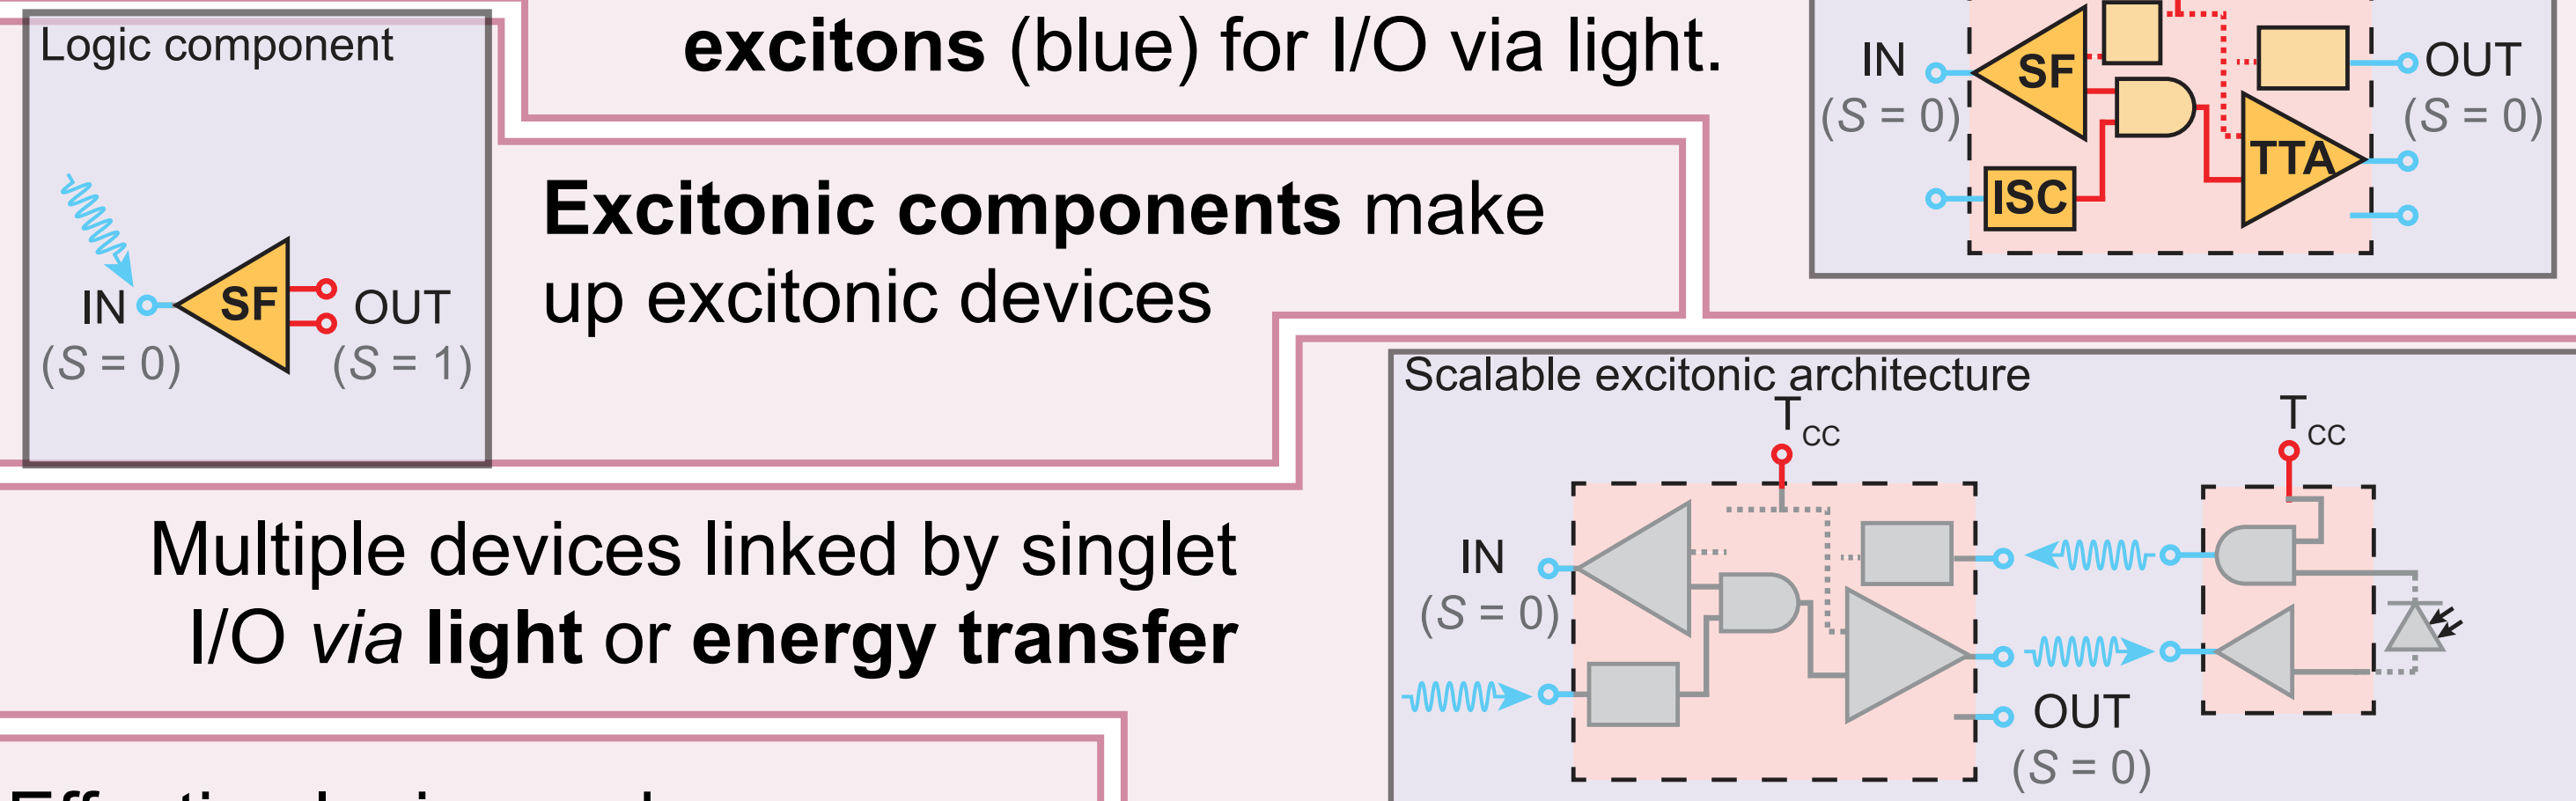 Logic component
IN
(S = 0)
SF
OUT
(S = 1)
excitons (blue) for I/O via light.
IN
(S = 0)
SF
ISC
TTA
OUT
(S = 0)
Excitonic components make
up excitonic devices
Scalable excitonic architecture
TCC
TCC
IN
(S = 0)
OUT
(S = 0)
Multiple devices linked by singlet
I/O via light or energy transfer